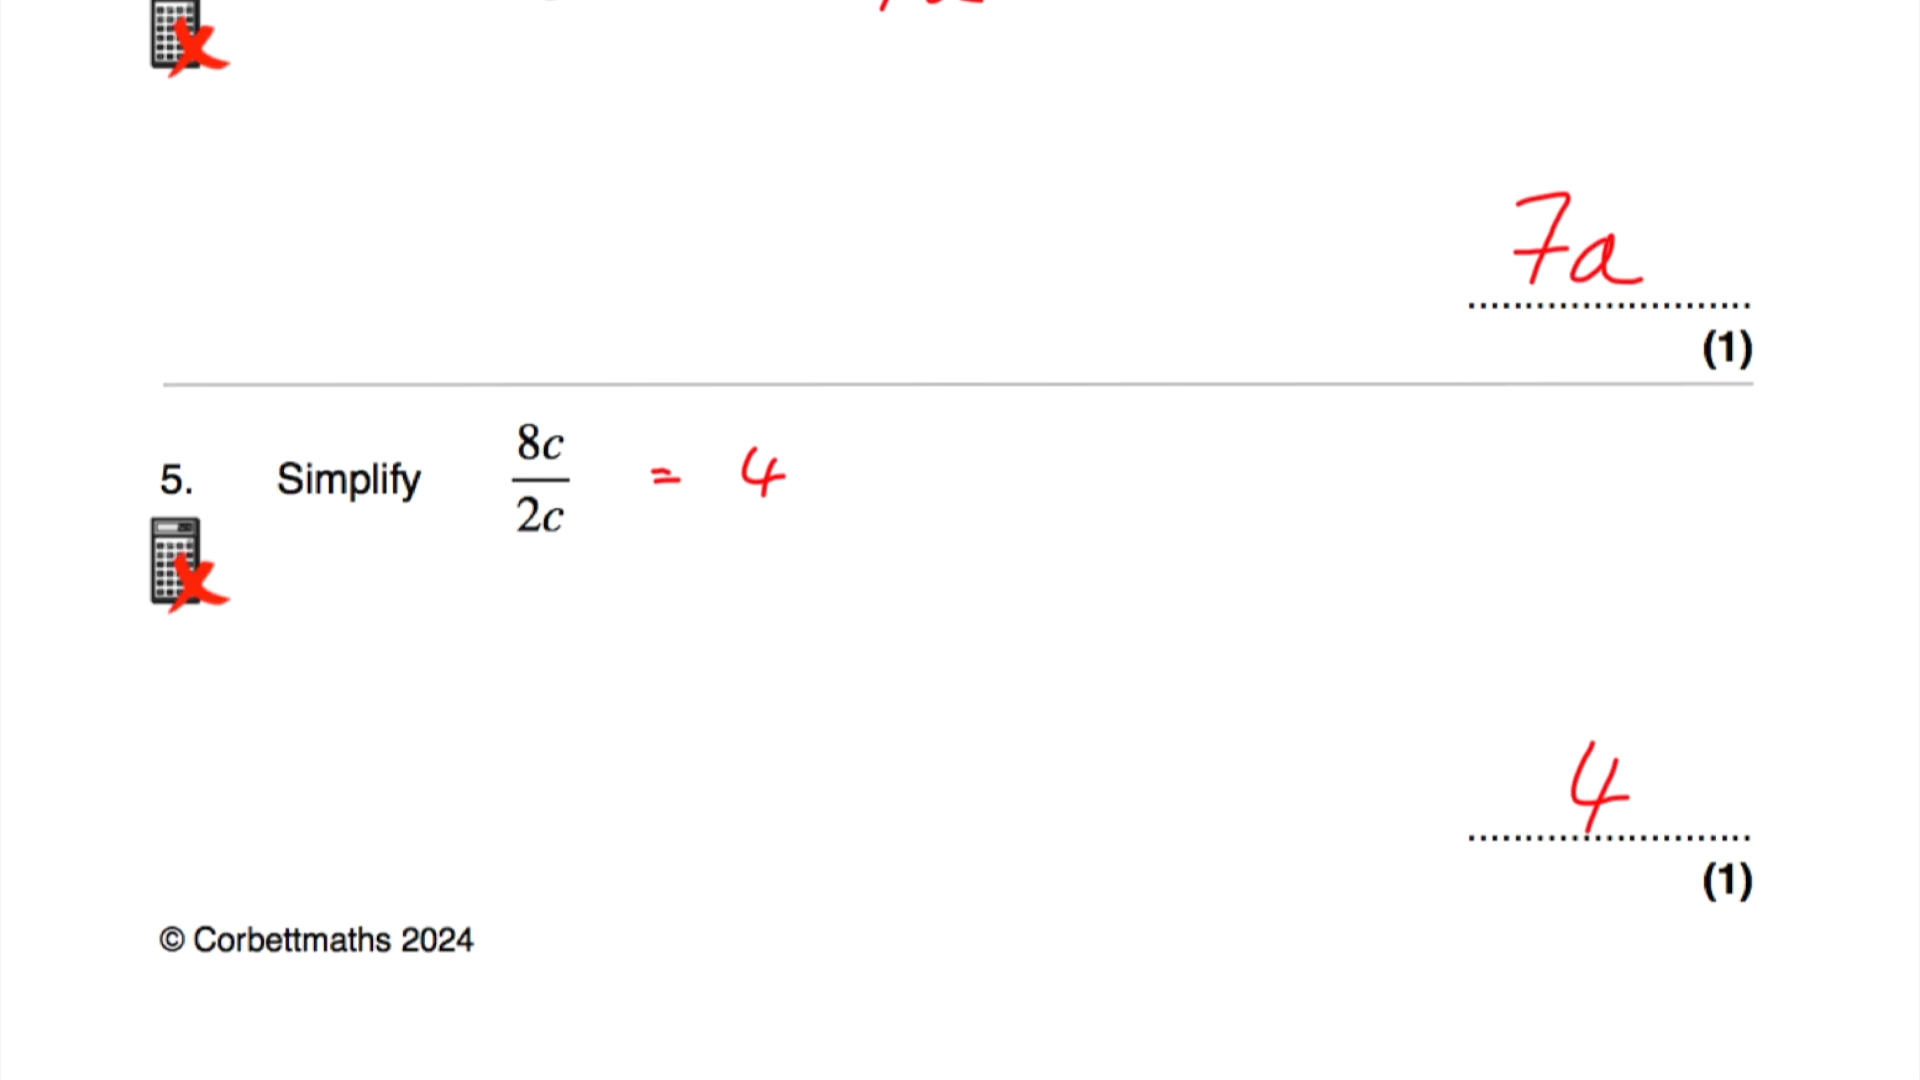 7a
(1)
5. Simplify 8c/2c = 4
4
(1)
© Corbettmaths 2024